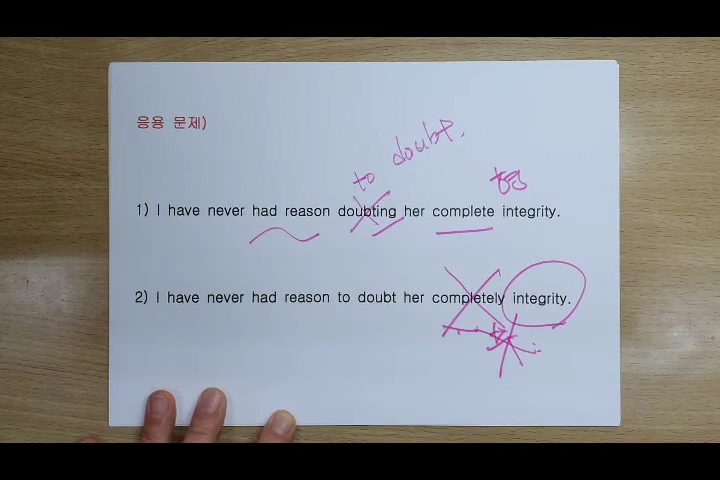 응용 문제)
to doubt.
1) I have never had reason doubting her complete integrity.
2) I have never had reason to doubt her completely integrity.